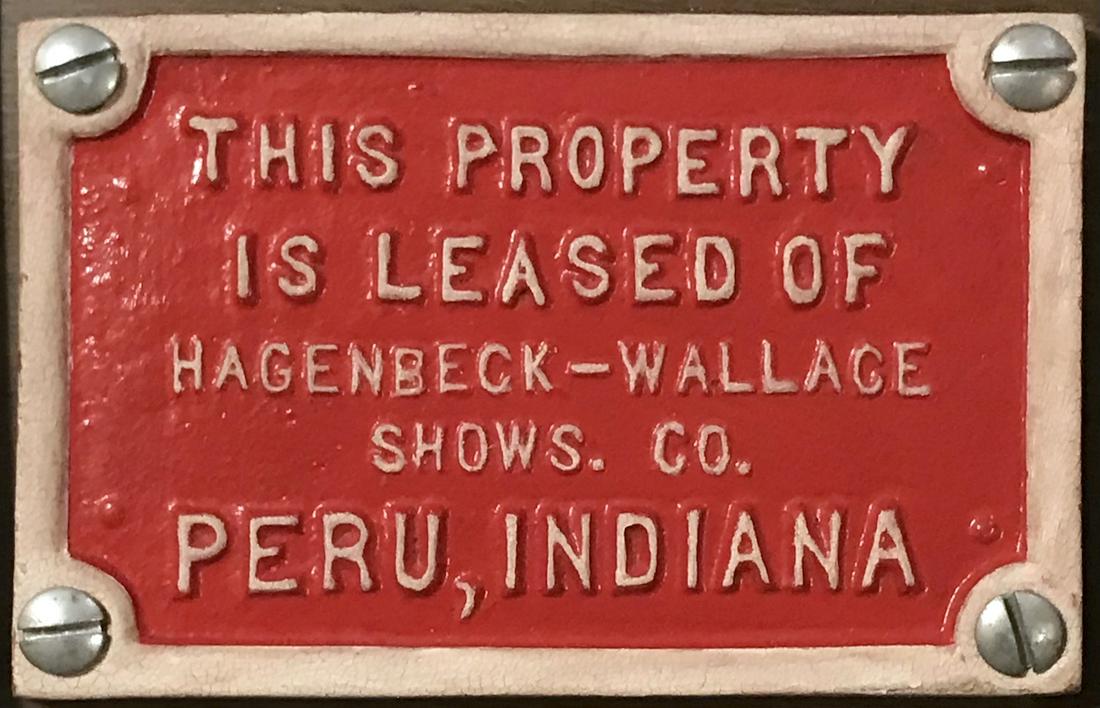 THIS PROPERTY
IS LEASED OF
HAGENBECK-WALLACE
SHOWS. CO.
PERU, INDIANA